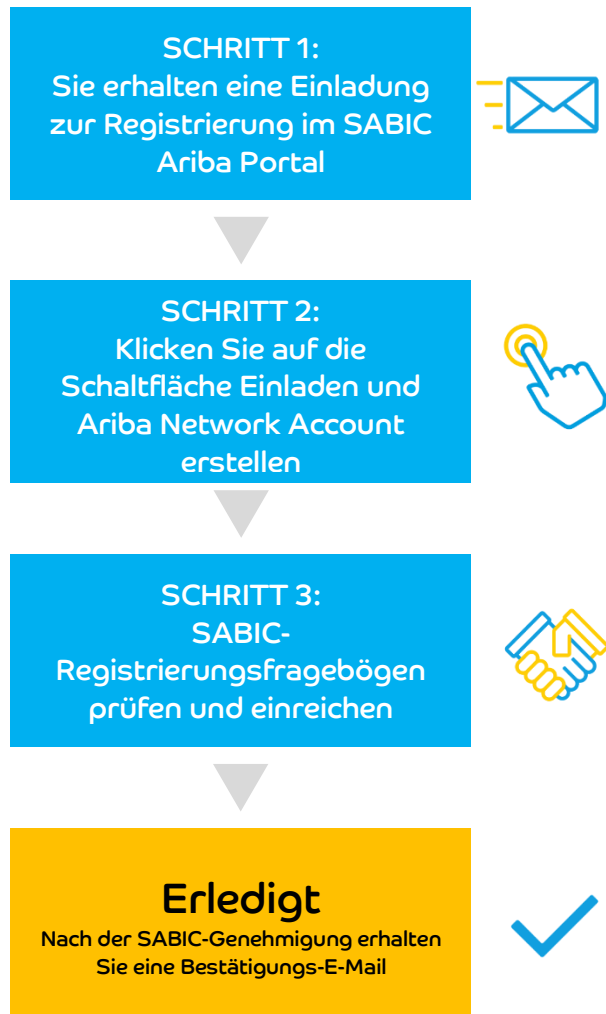 SCHRITT 1:
Sie erhalten eine Einladung
zur Registrierung im SABIC
Ariba Portal
SCHRITT 2:
Klicken Sie auf die
Schaltfläche Einladen und
Ariba Network Account
erstellen
SCHRITT 3:
SABIC-
Registrierungsfragebögen
prüfen und einreichen
Erledigt
Nach der SABIC-Genehmigung erhalten
Sie eine Bestätigungs-E-Mail